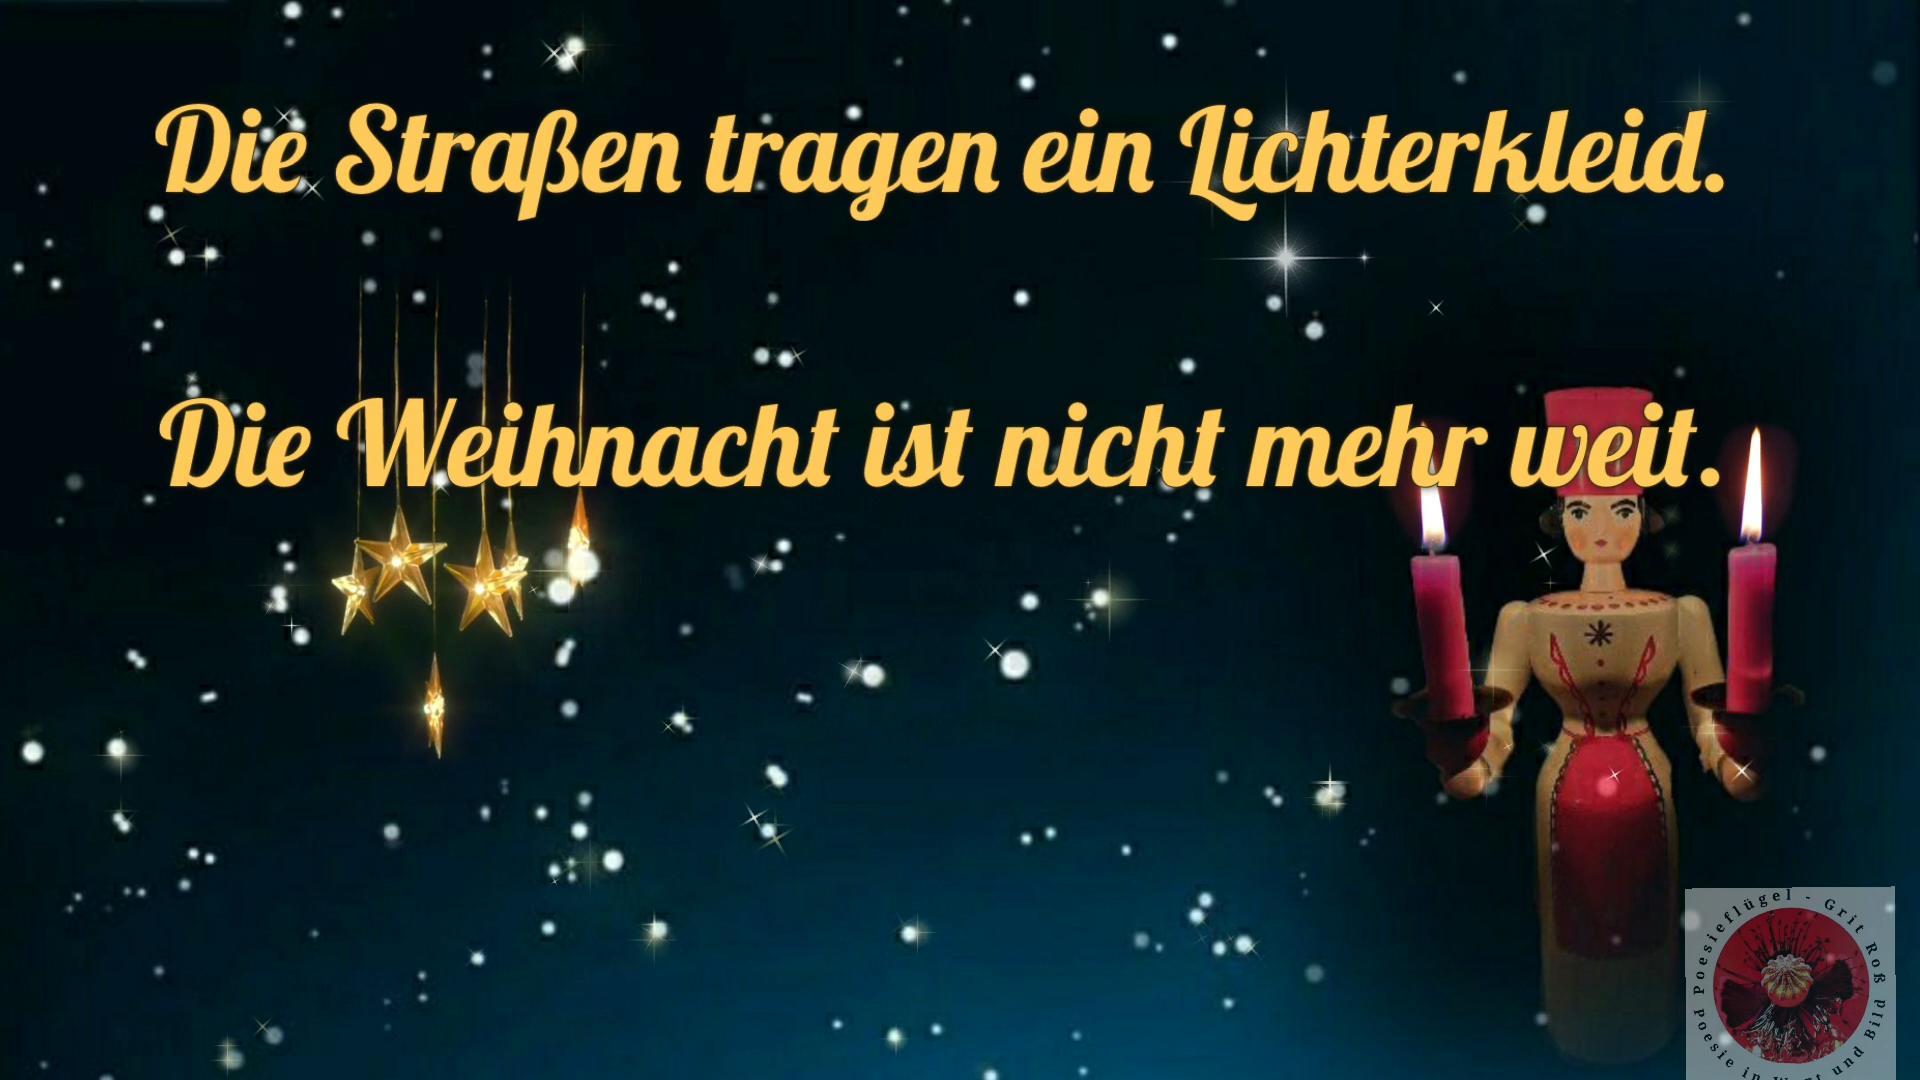 Die Straßen tragen ein Lichterkleid.
Die Weihnacht ist nicht mehr weit.
Poesieflügel - Grit Roß
Poesie in und Bild